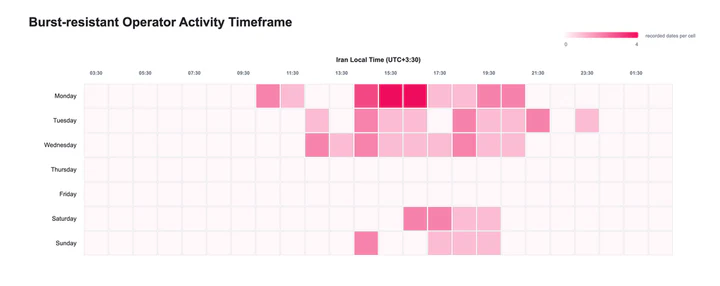 Burst-resistant Operator Activity Timeframe
recorded dates per cell
0 4
Iran Local Time (UTC+3:30)
03:30 05:30 07:30 09:30 11:30 13:30 15:30 17:30 19:30 21:30 23:30 01:30
Monday
Tuesday
Wednesday
Thursday
Friday
Saturday
Sunday